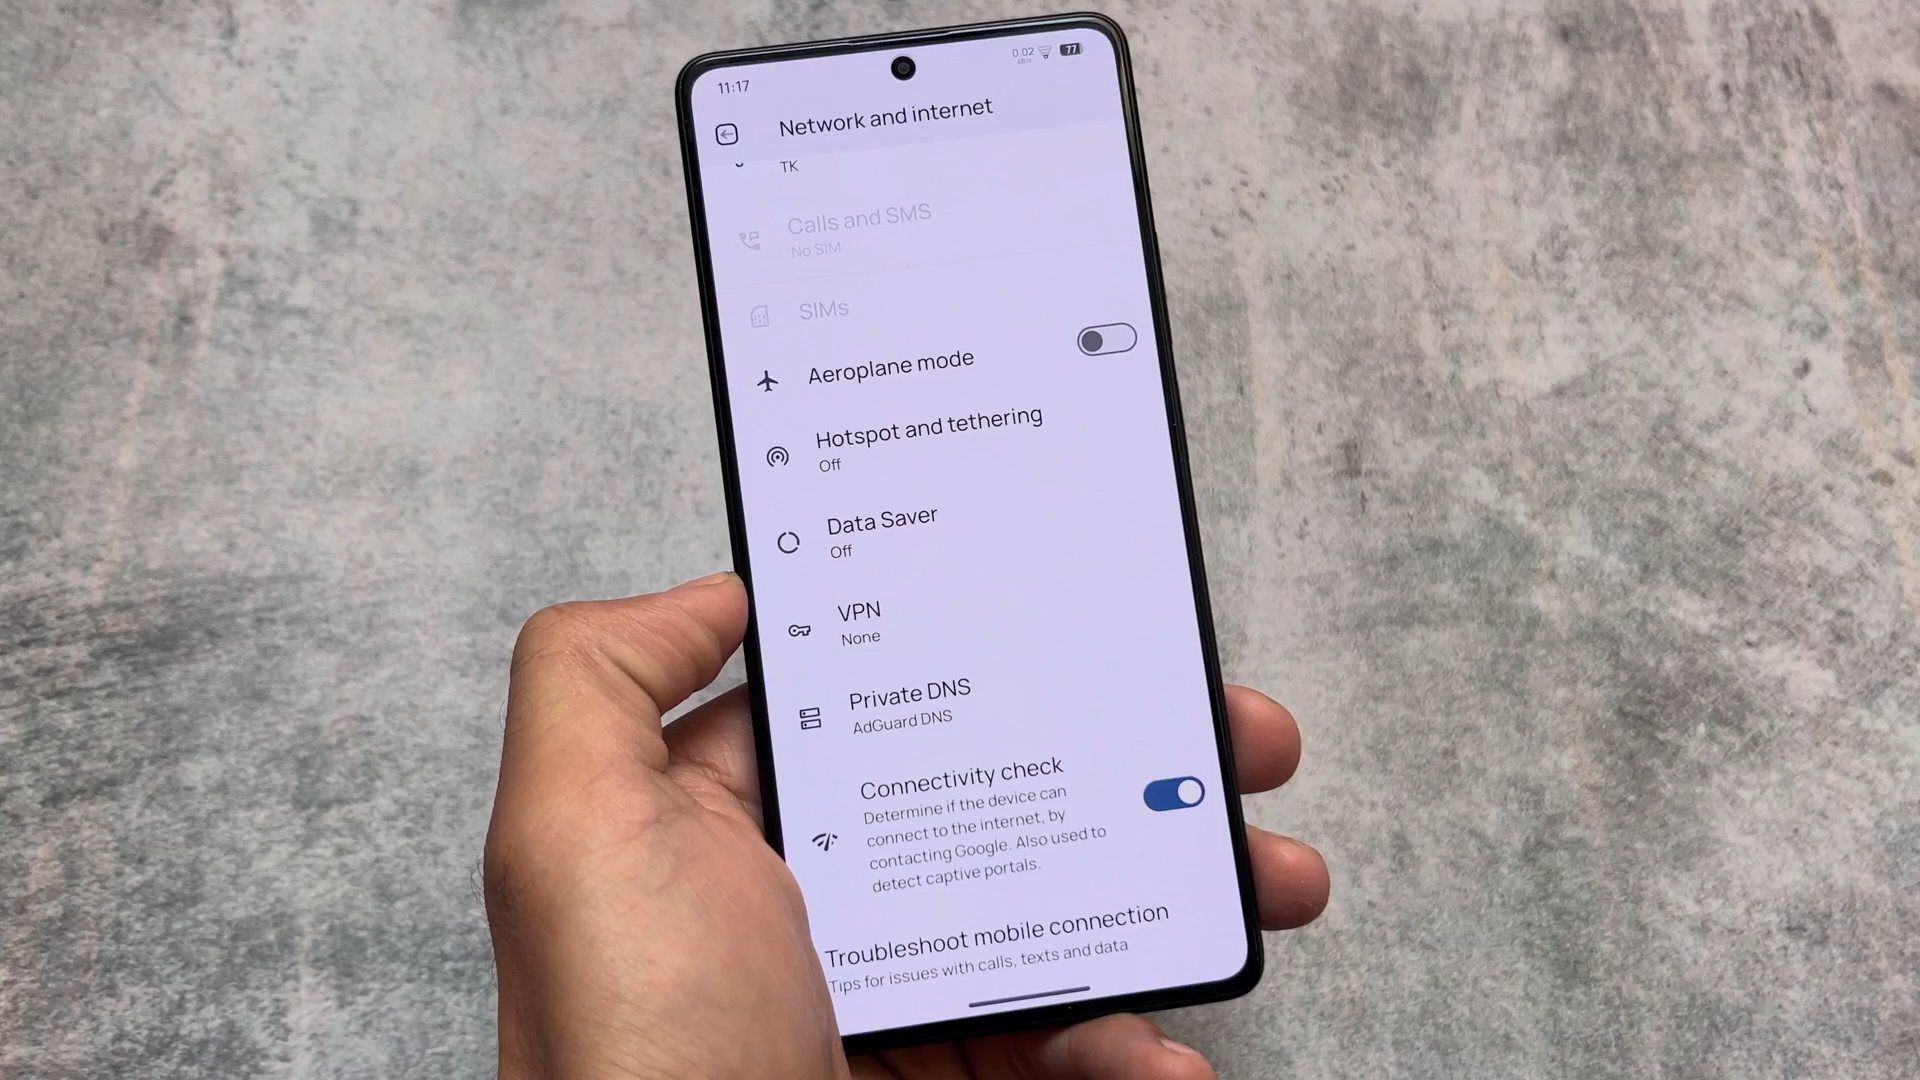 11:17
0.02
kB/s
77
Network and internet
TK
Calls and SMS
No SIM
SIMs
Aeroplane mode
Hotspot and tethering
Off
Data Saver
Off
VPN
None
Private DNS
AdGuard DNS
Connectivity check
Determine if the device can
connect to the internet, by
contacting Google. Also used to
detect captive portals.
Troubleshoot mobile connection
Tips for issues with calls, texts and data